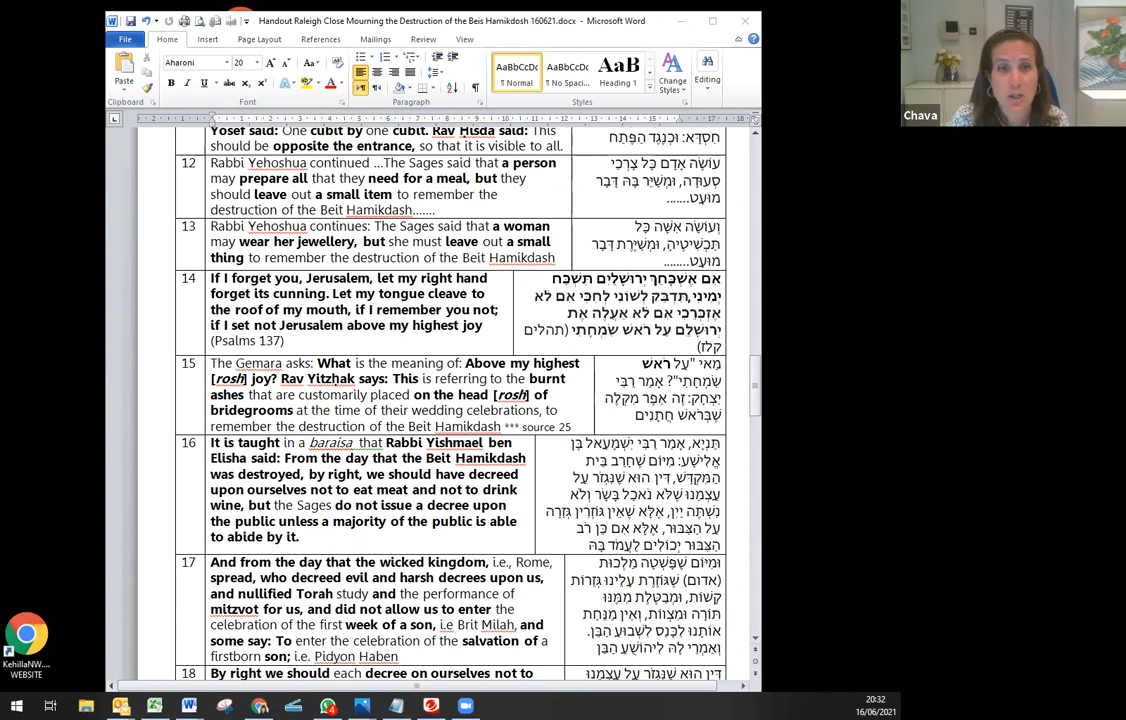 Handout Raleigh Close Mourning the Destruction of the Beis Hamikdosh 160621.docx - Microsoft Word
File Home Insert Page Layout References Mailings Review View
Aharoni 20
Paste
B I U abc
AaBbCcDc AaBbCcDc AaB
¶ Normal ¶ No Spaci... Heading 1
Change Styles
Editing
Clipboard Font Paragraph Styles
Chava
Yosef said: One cubit by one cubit. Rav Ḥisda said: This
should be opposite the entrance, so that it is visible to all.
חִסְדָּא: וּכְנֶגֶד הַפֶּתַח
12
Rabbi Yehoshua continued ...The Sages said that a person
may prepare all that they need for a meal, but they
should leave out a small item to remember the
destruction of the Beit Hamikdash.......
עוֹשֶׂה אָדָם כׇּל צׇרְכֵי
סְעוּדָה, וּמְשַׁיֵּיר בָּהּ דָּבָר
מוּעָט.......
13
Rabbi Yehoshua continues: The Sages said that a woman
may wear her jewellery, but she must leave out a small
thing to remember the destruction of the Beit Hamikdash
וְעוֹשָׂה אִשָּׁה כׇּל
תַּכְשִׁיטֶיהָ, וּמְשַׁיֶּירֶת דָּבָר
מוּעָט........
14
If I forget you, Jerusalem, let my right hand
forget its cunning. Let my tongue cleave to
the roof of my mouth, if I remember you not;
if I set not Jerusalem above my highest joy
(Psalms 137)
אִם אֶשְׁכָּחֵךְ יְרוּשָׁלָיִם תִּשְׁכַּח
יְמִינִי,תִּדְבַּק לְשׁוֹנִי לְחִכִּי אִם לֹא
אֶזְכְּרֵכִי אִם לֹא אַעֲלֶה אֶת
יְרוּשָׁלִַם עַל רֹאשׁ שִׂמְחָתִי (תהלים
קלז)
15
The Gemara asks: What is the meaning of: Above my highest
[rosh] joy? Rav Yitzḥak says: This is referring to the burnt
ashes that are customarily placed on the head [rosh] of
bridegrooms at the time of their wedding celebrations, to
remember the destruction of the Beit Hamikdash *** source 25
מַאי "עַל רֹאשׁ
שִׂמְחָתִי"? אָמַר רַבִּי
יִצְחָק: זֶה אֵפֶר מִקְלֶה
שֶׁבְּרֹאשׁ חֲתָנִים
16
It is taught in a baraisa that Rabbi Yishmael ben
Elisha said: From the day that the Beit Hamikdash
was destroyed, by right, we should have decreed
upon ourselves not to eat meat and not to drink
wine, but the Sages do not issue a decree upon
the public unless a majority of the public is able
to abide by it.
תַּנְיָא, אָמַר רַבִּי יִשְׁמָעֵאל בֶּן
אֱלִישָׁע: מִיּוֹם שֶׁחָרַב בֵּית
הַמִּקְדָּשׁ, דִּין הוּא שֶׁנִּגְזֹר עַל
עַצְמֵנוּ שֶׁלֹּא נֹאכַל בָּשָׂר וְלֹא
נִשְׁתֶּה יַיִן, אֶלָּא שֶׁאֵין גּוֹזְרִין גְּזֵרָה
עַל הַצִּבּוּר, אֶלָּא אִם כֵּן רֹב
הַצִּבּוּר יְכוֹלִים לַעֲמֹד בָּהּ
17
And from the day that the wicked kingdom, i.e., Rome,
spread, who decreed evil and harsh decrees upon us,
and nullified Torah study and the performance of
mitzvot for us, and did not allow us to enter the
celebration of the first week of a son, i.e Brit Milah, and
some say: To enter the celebration of the salvation of a
firstborn son; i.e. Pidyon Haben
וּמִיּוֹם שֶׁפָּשְׁטָה מַלְכוּת
(אדום) שֶׁגּוֹזֶרֶת עָלֵינוּ גְּזֵרוֹת
קָשׁוֹת, וּמְבַטֶּלֶת מִמֶּנּוּ
תּוֹרָה וּמִצְווֹת, וְאֵין מַנַּחַת
אוֹתָנוּ לִכָּנֵס לִשְׁבוּעַ הַבֵּן.
וְאַמְרֵי לָהּ לִיהוֹשֻׁעַ הַבֵּן
18
By right we should each decree on ourselves not to
דִּין הוּא שֶׁנִּגְזֹר עַל עַצְמֵנוּ
KehillaNW....
WEBSITE
20:32
16/06/2021